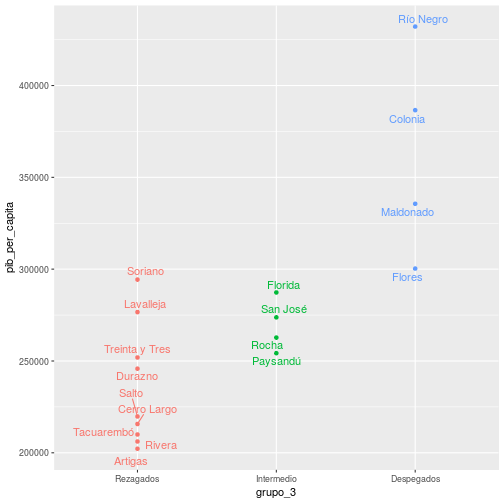 Río Negro
400000
Colonia
350000
pib_per_capita
Maldonado
300000
Soriano
Flores
Florida
Lavalleja
San José
Treinta y Tres
Rocha
250000
Paysandú
Durazno
Salto
Cerro Largo
Tacuarembó
Rivera
200000
Artigas
Rezagados
Intermedio
Despegados
grupo_3